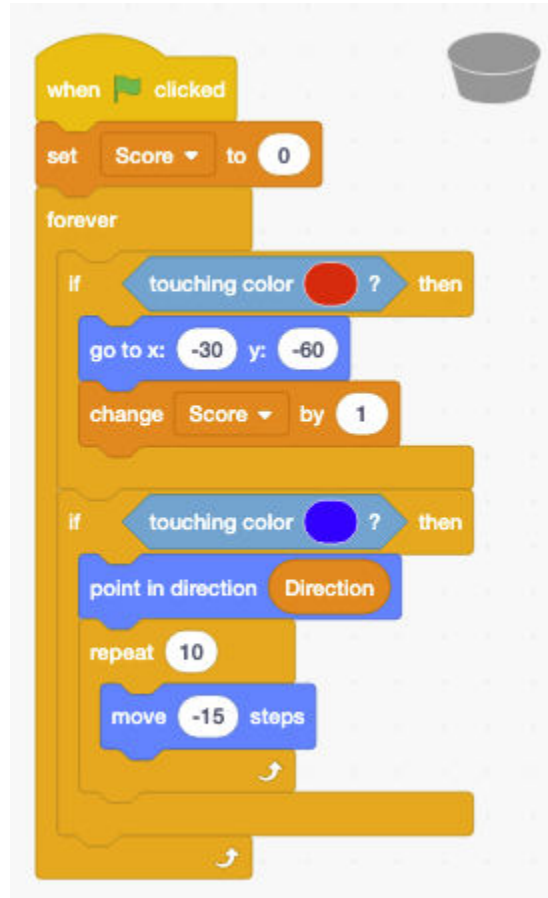 when clicked
set Score to 0
forever
if touching color ? then
go to x: -30 y: -60
change Score by 1
if touching color ? then
point in direction Direction
repeat 10
move -15 steps